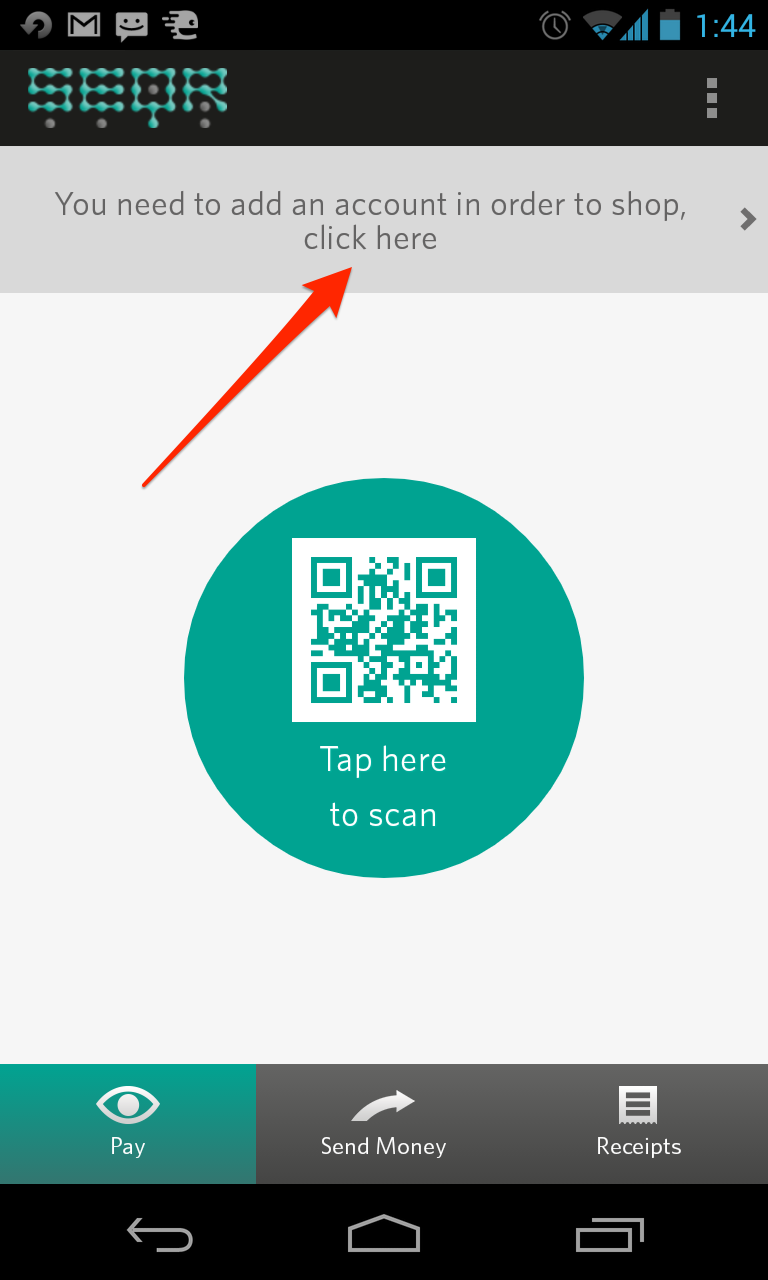 1:44
SEQR
You need to add an account in order to shop,
click here
Tap here
to scan
Pay
Send Money
Receipts